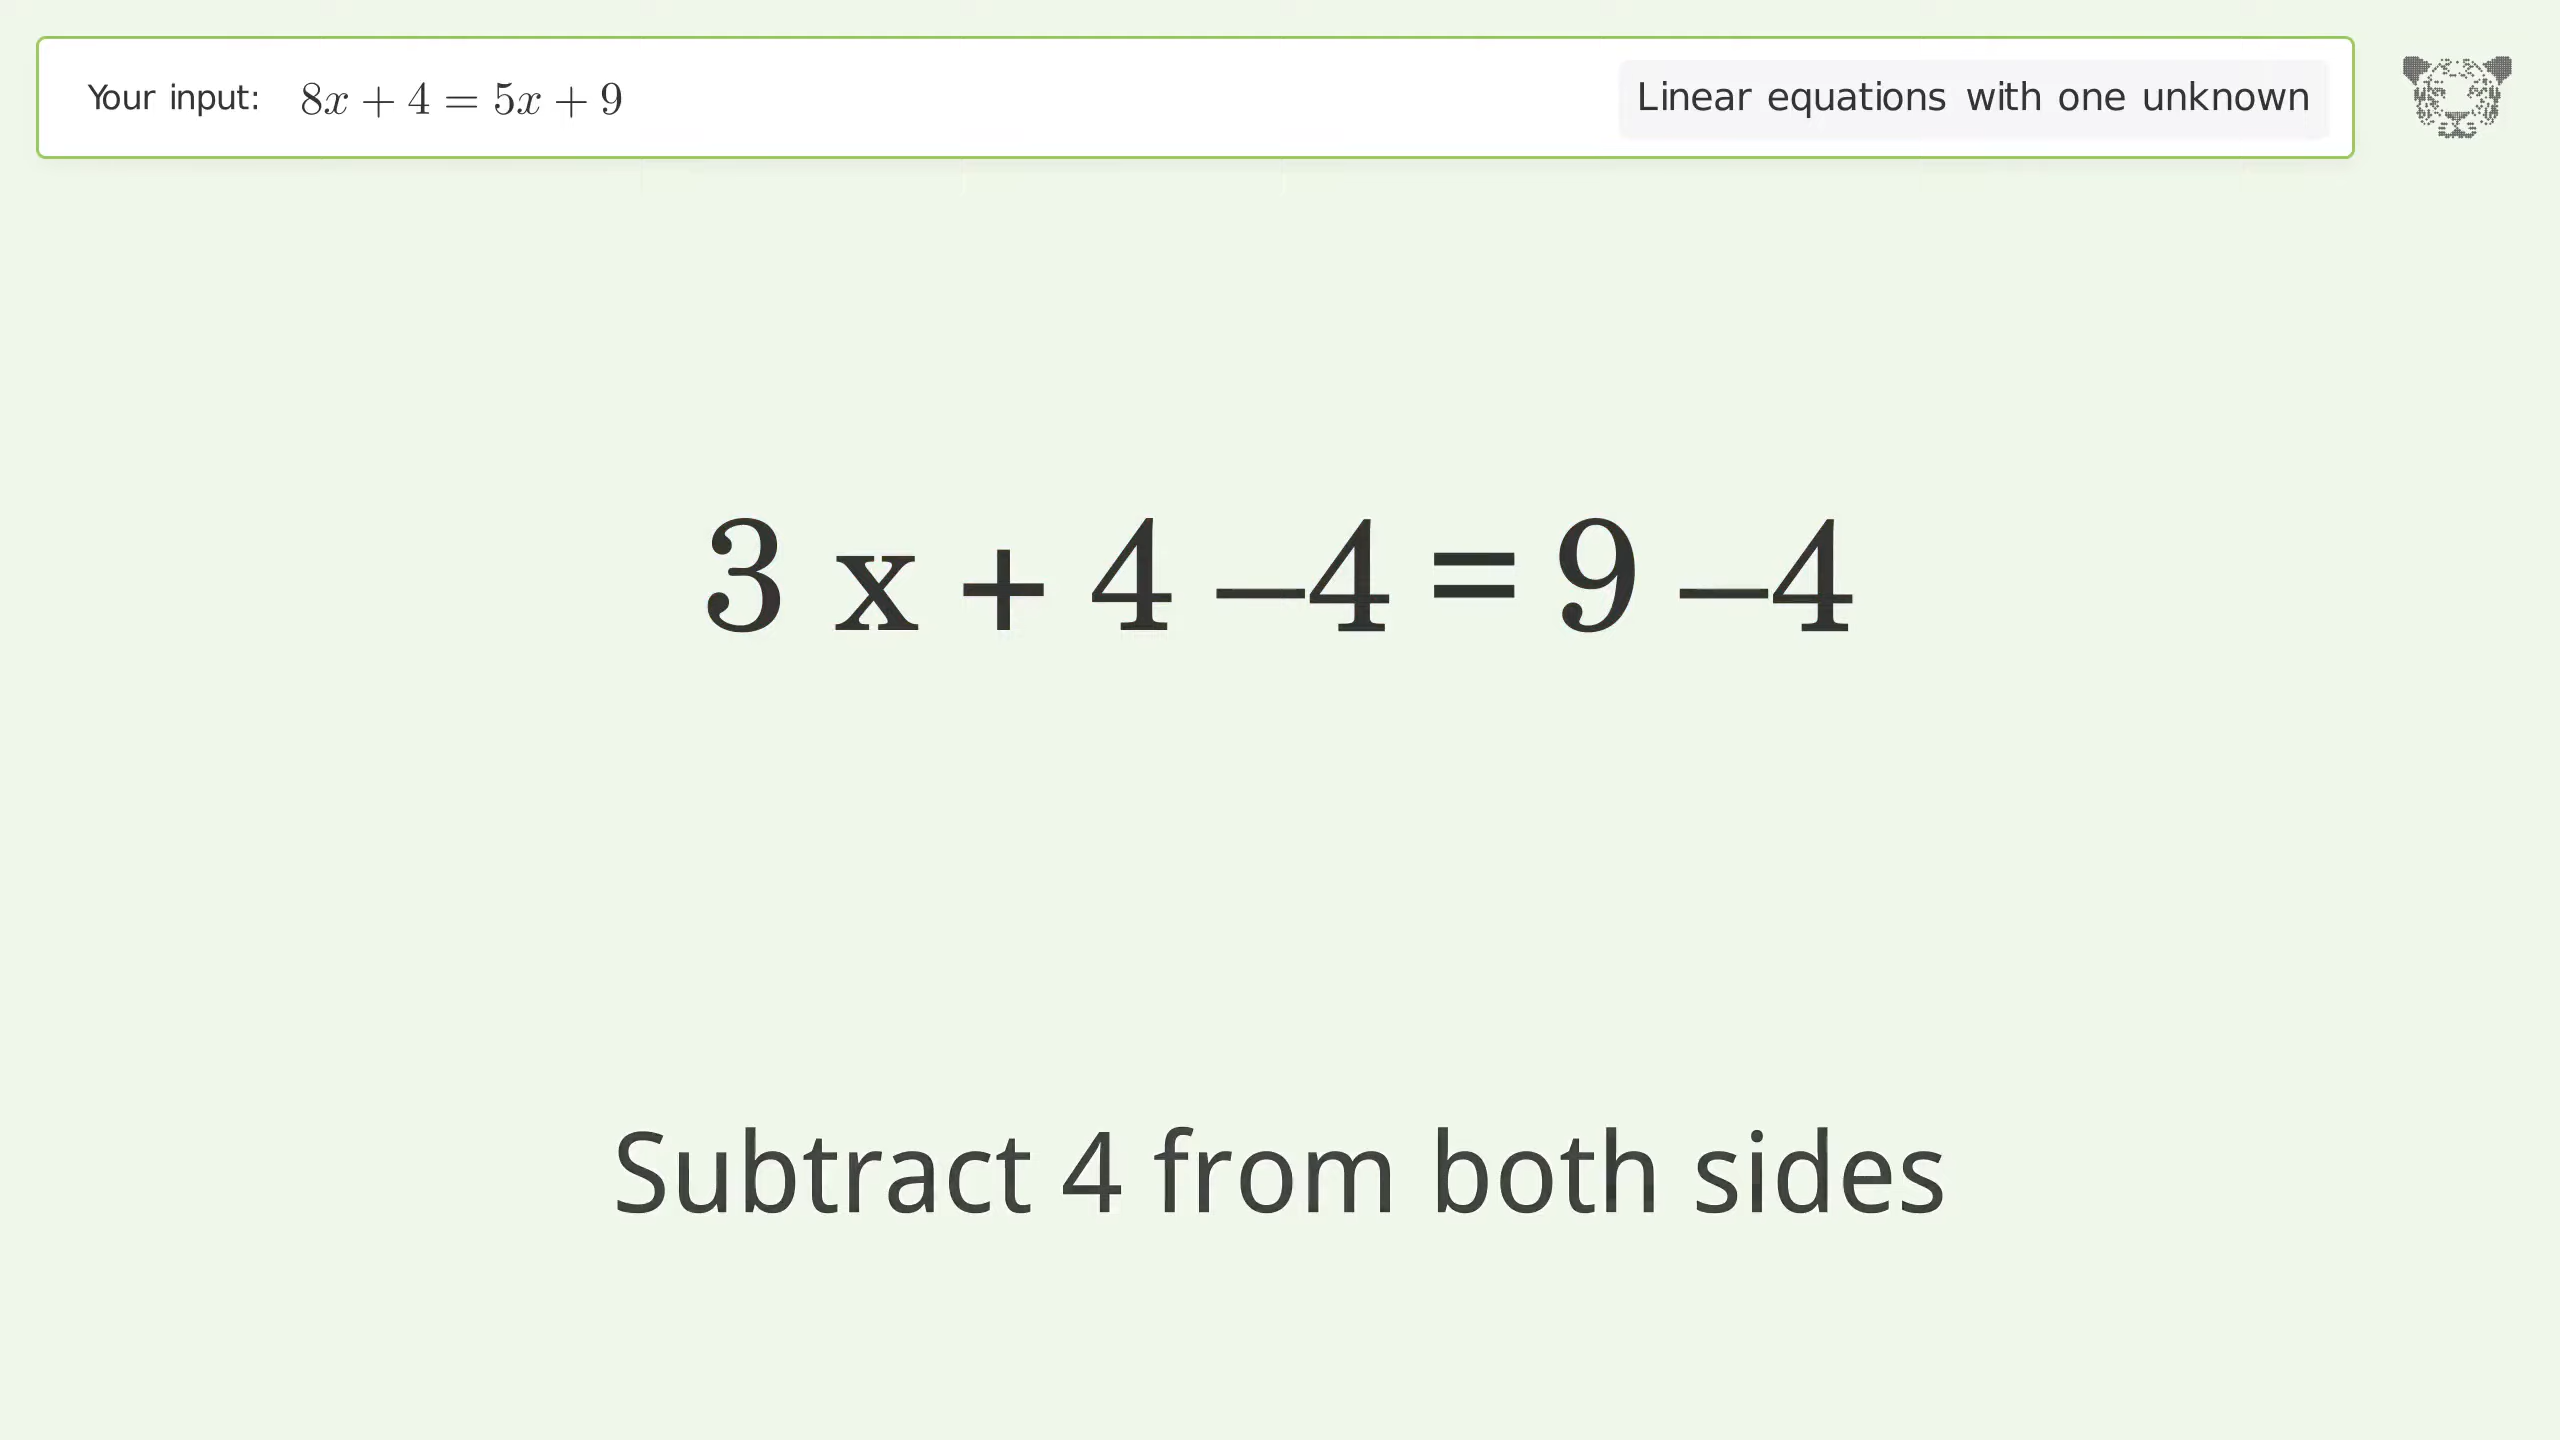 Your input: 8x + 4 = 5x + 9
Linear equations with one unknown
3 x + 4 –4 = 9 –4
Subtract 4 from both sides